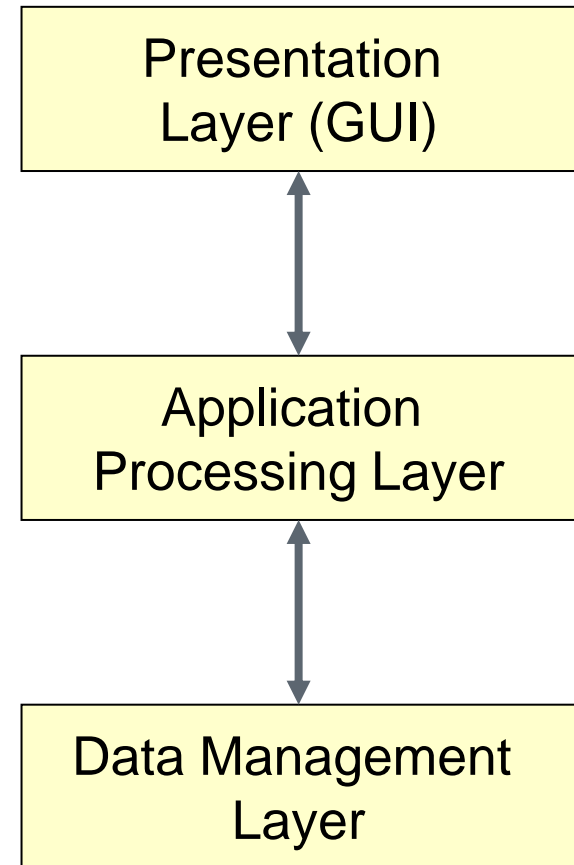 Presentation
Layer (GUI)
Application
Processing Layer
Data Management
Layer